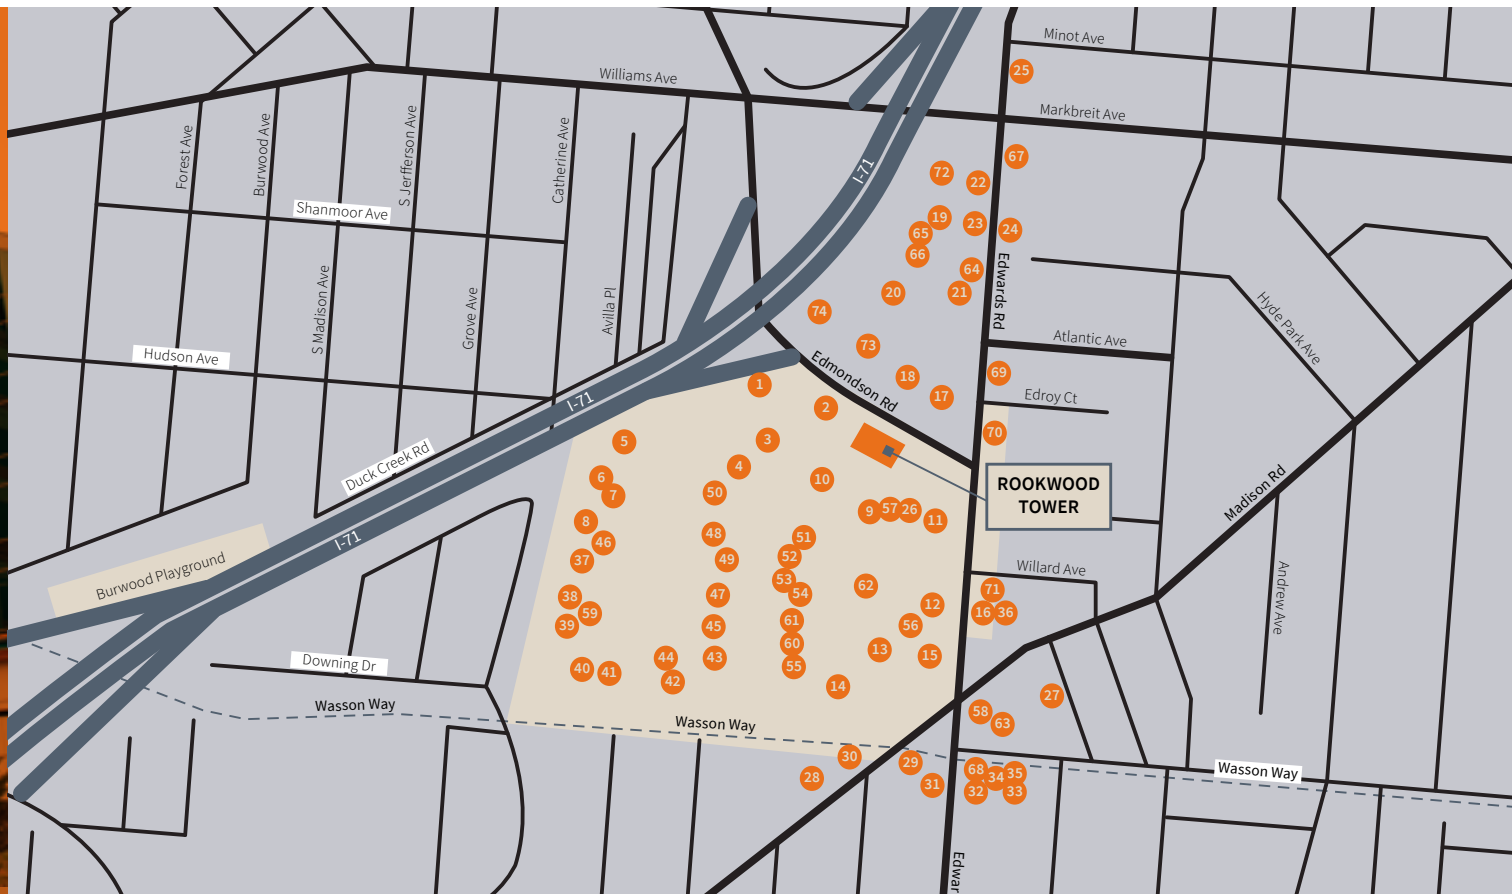 Minot Ave
25
Williams Ave
Markbreit Ave
Forest Ave
Burwood Ave
S Jerfferson Ave
Catherine Ave
I-71
67
72
22
Shanmoor Ave
19
23
24
65
66
64
Edwards Rd
20
21
S Madison Ave
Grove Ave
Avilla Pl
74
Hyde Park Ave
Atlantic Ave
73
Hudson Ave
Edmondson Rd
18
69
1
17
Edroy Ct
I-71
2
70
5
3
Duck Creek Rd
4
6
10
ROOKWOOD
TOWER
7
50
Madison Rd
9
57
26
11
8
48
51
I-71
46
49
52
37
Burwood Playground
53
Willard Ave
62
71
38
47
54
Andrew Ave
12
59
16
36
39
45
61
56
60
13
Downing Dr
44
43
15
40
41
55
42
14
27
Wasson Way
58
Wasson Way
63
30
29
28
68
35
34
Wasson Way
31
32
33
Edwar